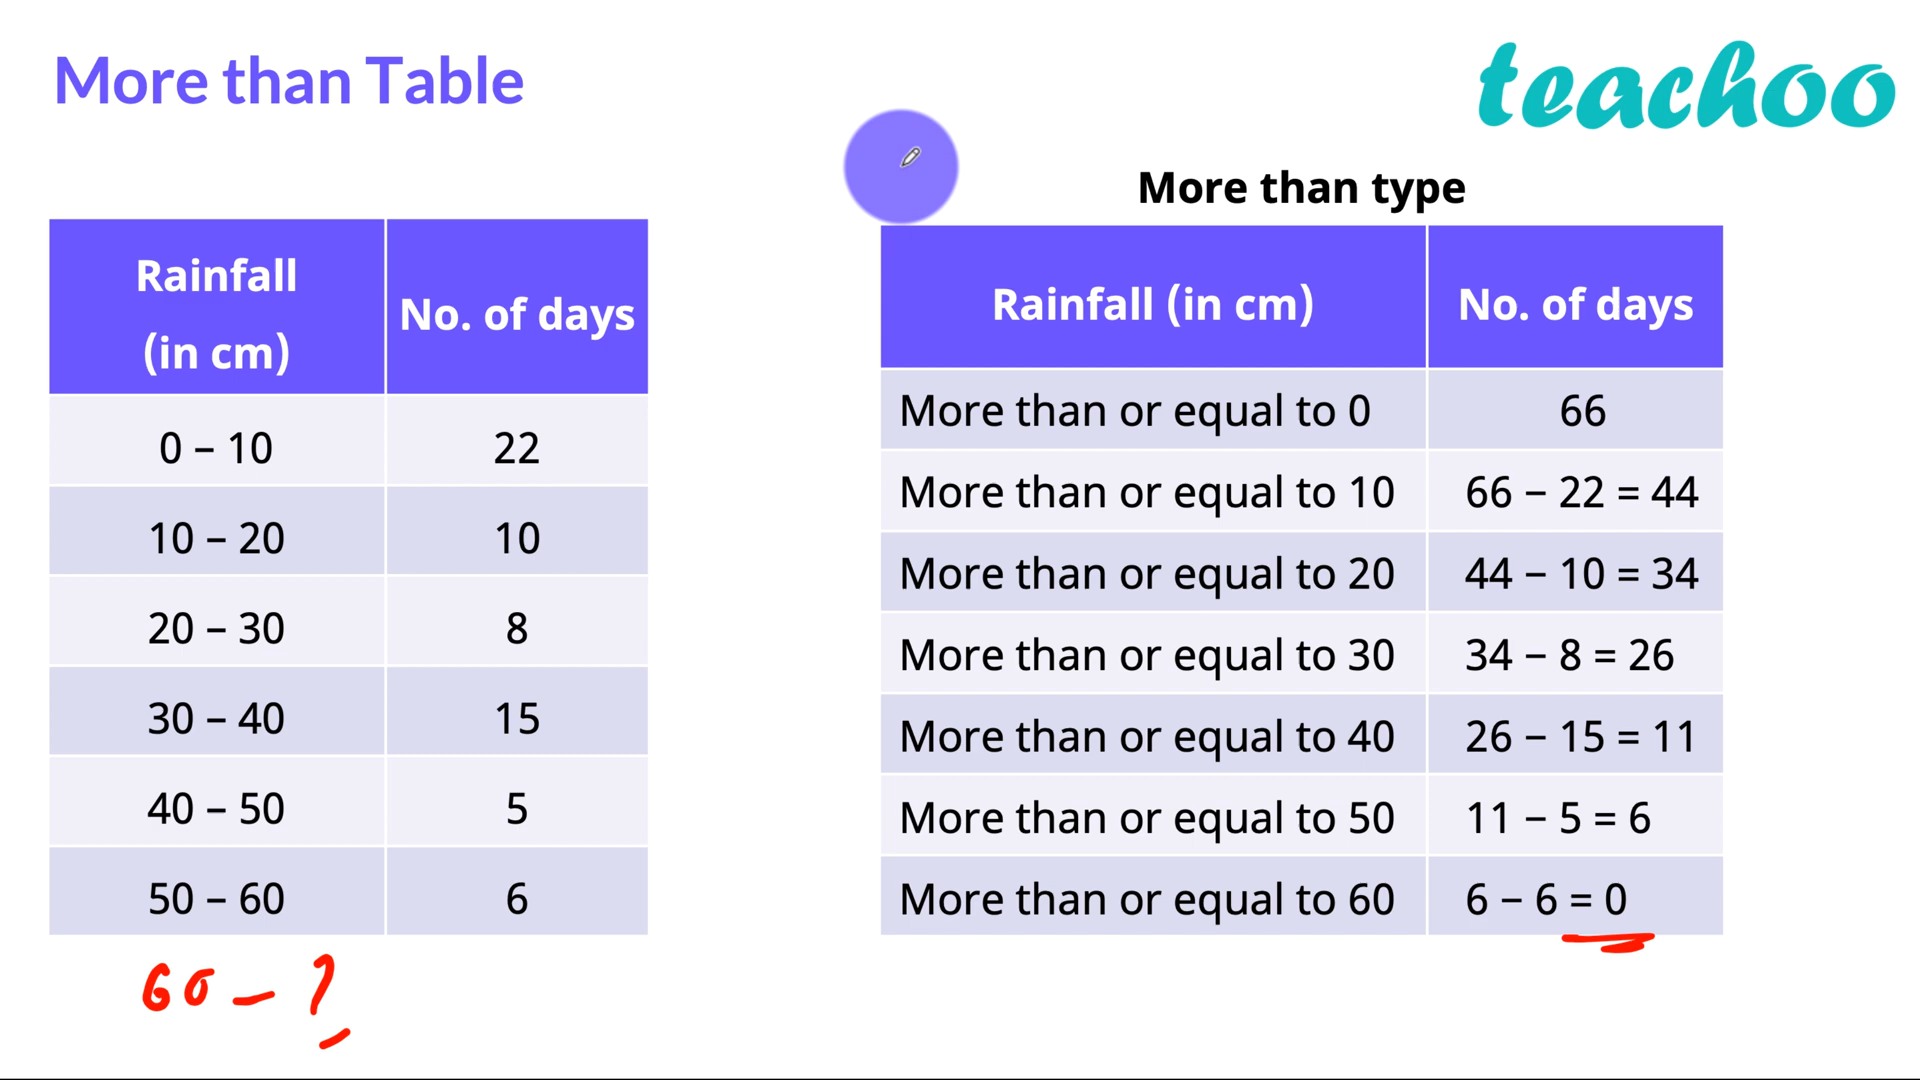 More than Table
teachoo
Rainfall (in cm) No. of days
0 – 10 22
10 – 20 10
20 – 30 8
30 – 40 15
40 – 50 5
50 – 60 6
60 – ?
More than type
Rainfall (in cm) No. of days
More than or equal to 0 66
More than or equal to 10 66 – 22 = 44
More than or equal to 20 44 – 10 = 34
More than or equal to 30 34 – 8 = 26
More than or equal to 40 26 – 15 = 11
More than or equal to 50 11 – 5 = 6
More than or equal to 60 6 – 6 = 0